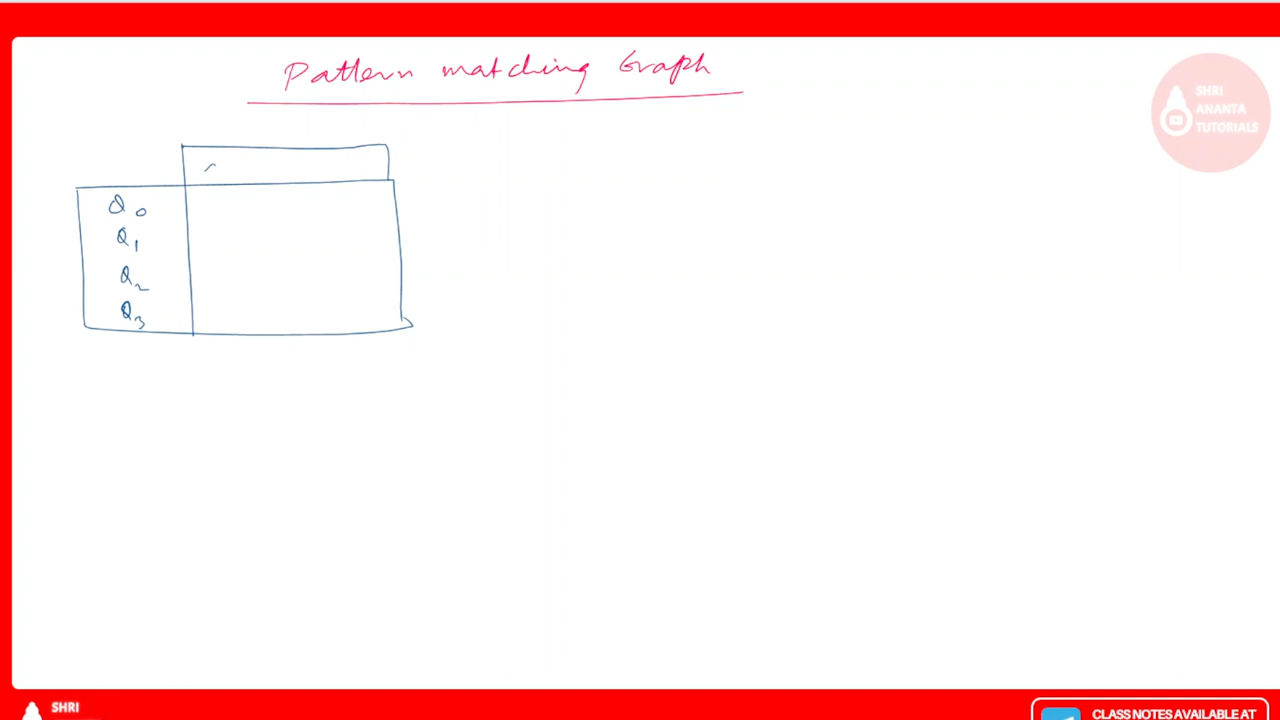 Pattern matching Graph
SHRI
ANANTA
TUTORIALS
Q0
Q1
Q2
Q3
SHRI
CLASS NOTES AVAILABLE AT